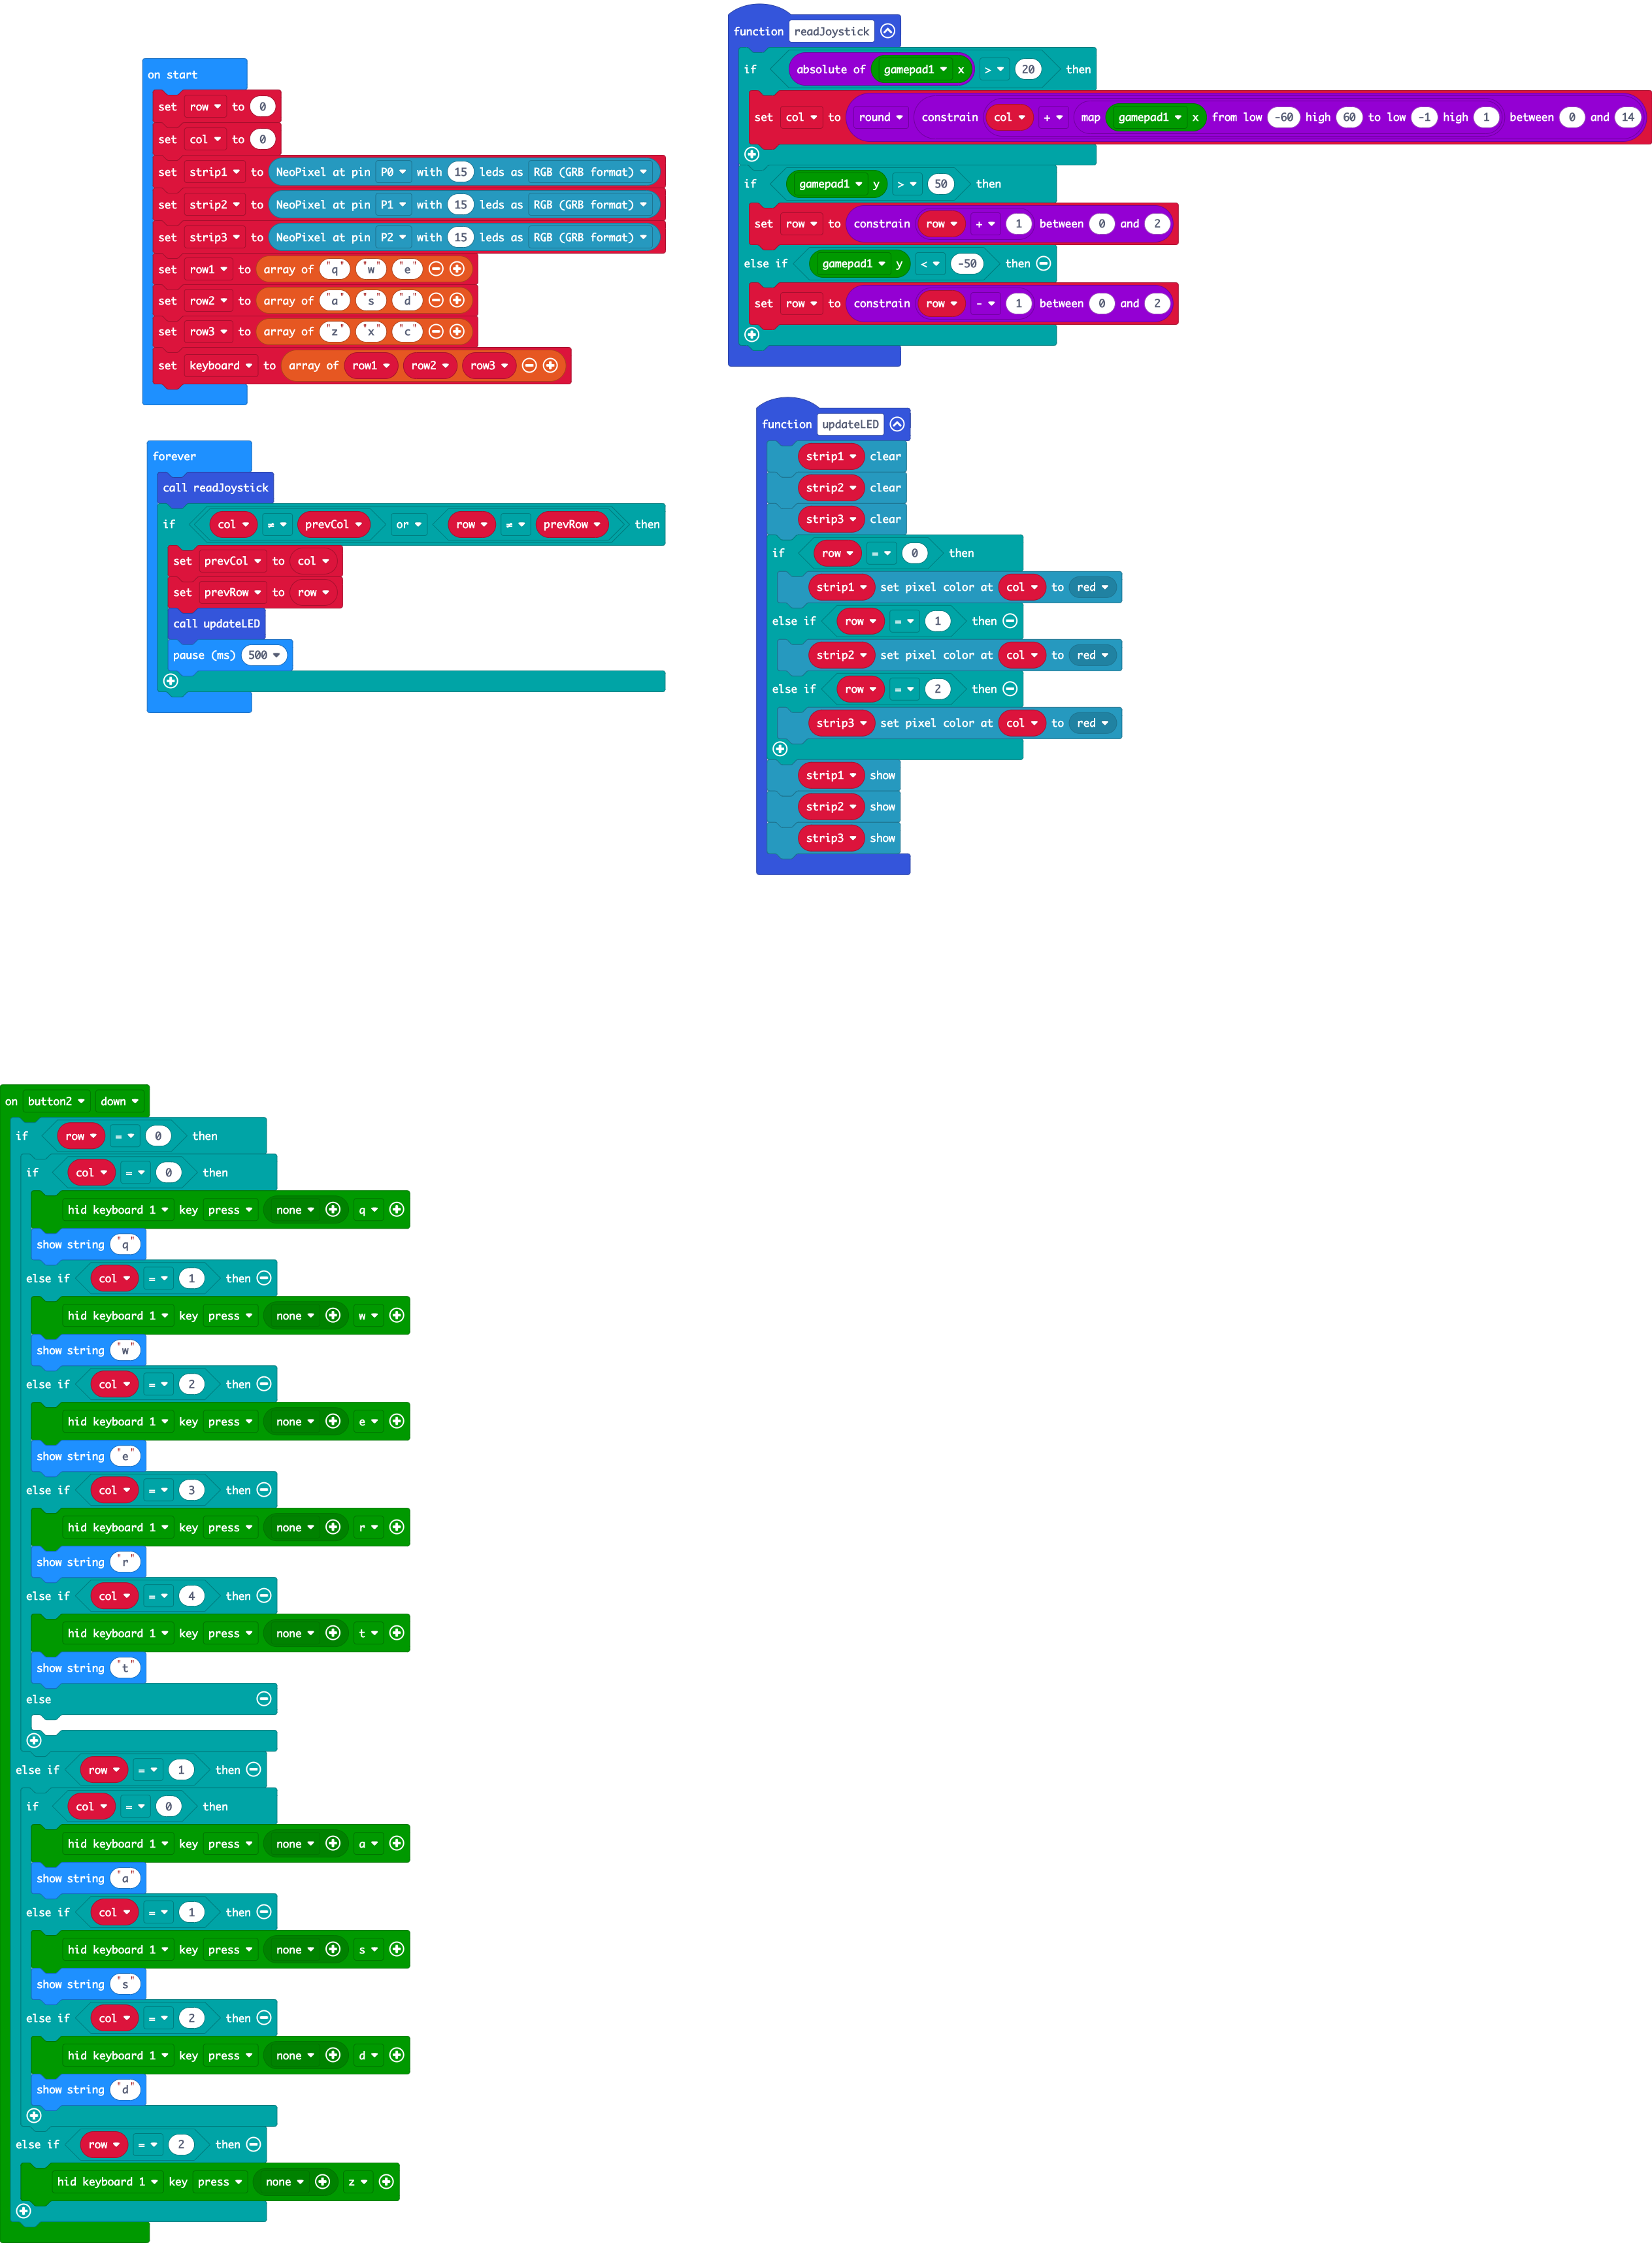 on start
set row to 0
set col to 0
set strip1 to NeoPixel at pin P0 with 15 leds as RGB (GRB format)
set strip2 to NeoPixel at pin P1 with 15 leds as RGB (GRB format)
set strip3 to NeoPixel at pin P2 with 15 leds as RGB (GRB format)
set row1 to array of "q" "w" "e"
set row2 to array of "a" "s" "d"
set row3 to array of "z" "x" "c"
set keyboard to array of row1 row2 row3
forever
call readJoystick
if col ≠ prevCol or row ≠ prevRow then
set prevCol to col
set prevRow to row
call updateLED
pause (ms) 500
function readJoystick
if absolute of gamepad1 x > 20 then
set col to round constrain col + map gamepad1 x from low -60 high 60 to low -1 high 1 between 0 and 14
if gamepad1 y > 50 then
set row to constrain row + 1 between 0 and 2
else if gamepad1 y < -50 then
set row to constrain row - 1 between 0 and 2
function updateLED
strip1 clear
strip2 clear
strip3 clear
if row = 0 then
strip1 set pixel color at col to red
else if row = 1 then
strip2 set pixel color at col to red
else if row = 2 then
strip3 set pixel color at col to red
strip1 show
strip2 show
strip3 show
on button2 down
if row = 0 then
if col = 0 then
hid keyboard 1 key press none q
show string "q"
else if col = 1 then
hid keyboard 1 key press none w
show string "w"
else if col = 2 then
hid keyboard 1 key press none e
show string "e"
else if col = 3 then
hid keyboard 1 key press none r
show string "r"
else if col = 4 then
hid keyboard 1 key press none t
show string "t"
else
else if row = 1 then
if col = 0 then
hid keyboard 1 key press none a
show string "a"
else if col = 1 then
hid keyboard 1 key press none s
show string "s"
else if col = 2 then
hid keyboard 1 key press none d
show string "d"
else if row = 2 then
hid keyboard 1 key press none z